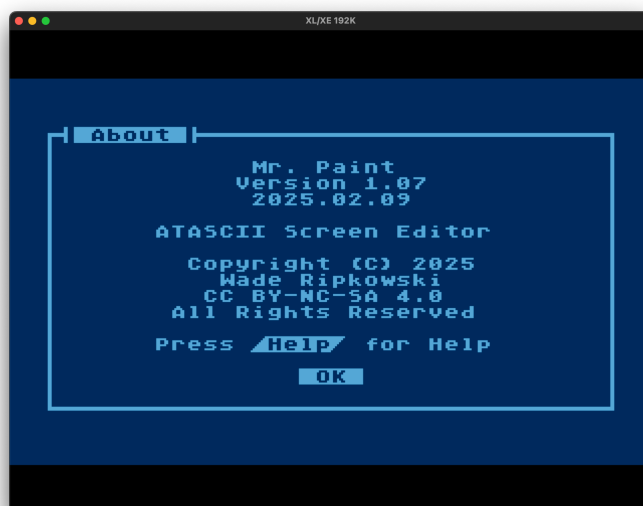 XL/XE 192K
About
Mr. Paint
Version 1.07
2025.02.09
ATASCII Screen Editor
Copyright (C) 2025
Wade Ripkowski
CC BY-NC-SA 4.0
All Rights Reserved
Press Help for Help
OK